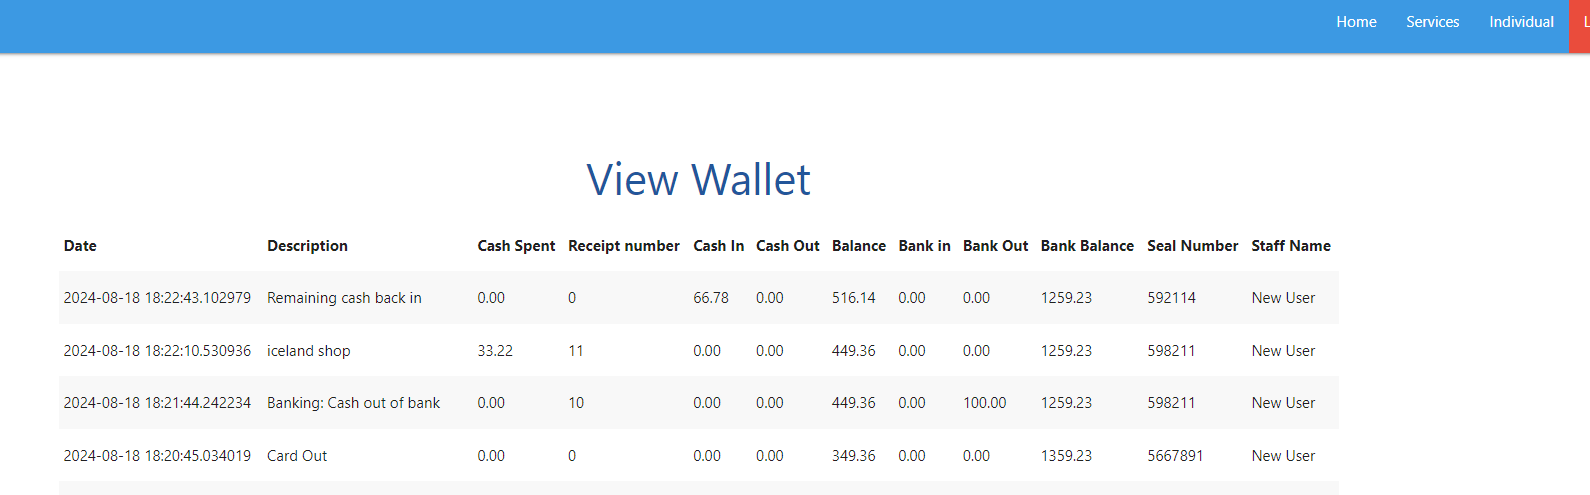 Home Services Individual L
View Wallet
Date Description Cash Spent Receipt number Cash In Cash Out Balance Bank in Bank Out Bank Balance Seal Number Staff Name
2024-08-18 18:22:43.102979 Remaining cash back in 0.00 0 66.78 0.00 516.14 0.00 0.00 1259.23 592114 New User
2024-08-18 18:22:10.530936 iceland shop 33.22 11 0.00 0.00 449.36 0.00 0.00 1259.23 598211 New User
2024-08-18 18:21:44.242234 Banking: Cash out of bank 0.00 10 0.00 0.00 449.36 0.00 100.00 1259.23 598211 New User
2024-08-18 18:20:45.034019 Card Out 0.00 0 0.00 0.00 349.36 0.00 0.00 1359.23 5667891 New User